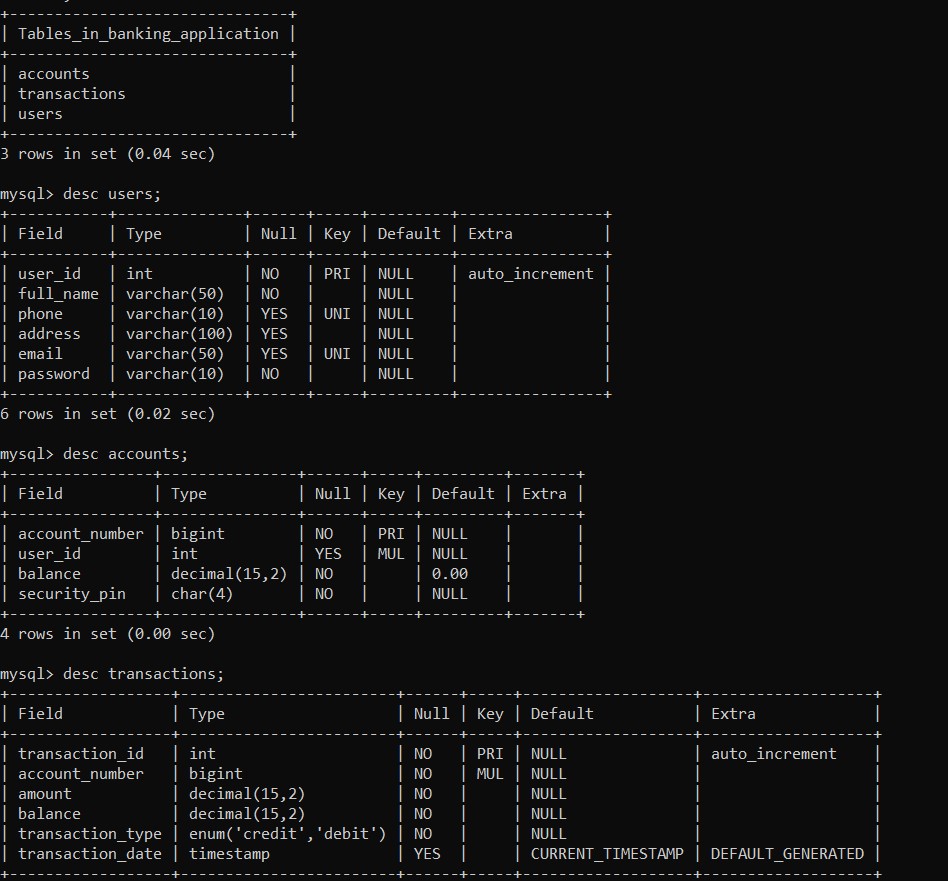 +-------------------------------+
| Tables_in_banking_application |
+-------------------------------+
| accounts                      |
| transactions                  |
| users                         |
+-------------------------------+
3 rows in set (0.04 sec)

mysql> desc users;
+-----------+--------------+------+-----+---------+----------------+
| Field     | Type         | Null | Key | Default | Extra          |
+-----------+--------------+------+-----+---------+----------------+
| user_id   | int          | NO   | PRI | NULL    | auto_increment |
| full_name | varchar(50)  | NO   |     | NULL    |                |
| phone     | varchar(10)  | YES  | UNI | NULL    |                |
| address   | varchar(100) | YES  |     | NULL    |                |
| email     | varchar(50)  | YES  | UNI | NULL    |                |
| password  | varchar(10)  | NO   |     | NULL    |                |
+-----------+--------------+------+-----+---------+----------------+
6 rows in set (0.02 sec)

mysql> desc accounts;
+----------------+---------------+------+-----+---------+-------+
| Field          | Type          | Null | Key | Default | Extra |
+----------------+---------------+------+-----+---------+-------+
| account_number | bigint        | NO   | PRI | NULL    |       |
| user_id        | int           | YES  | MUL | NULL    |       |
| balance        | decimal(15,2) | NO   |     | 0.00    |       |
| security_pin   | char(4)       | NO   |     | NULL    |       |
+----------------+---------------+------+-----+---------+-------+
4 rows in set (0.00 sec)

mysql> desc transactions;
+------------------+------------------------+------+-----+-------------------+-------------------+
| Field            | Type                   | Null | Key | Default           | Extra             |
+------------------+------------------------+------+-----+-------------------+-------------------+
| transaction_id   | int                    | NO   | PRI | NULL              | auto_increment    |
| account_number   | bigint                 | NO   | MUL | NULL              |                   |
| amount           | decimal(15,2)          | NO   |     | NULL              |                   |
| balance          | decimal(15,2)          | NO   |     | NULL              |                   |
| transaction_type | enum('credit','debit') | NO   |     | NULL              |                   |
| transaction_date | timestamp              | YES  |     | CURRENT_TIMESTAMP | DEFAULT_GENERATED |
+------------------+------------------------+------+-----+-------------------+-------------------+